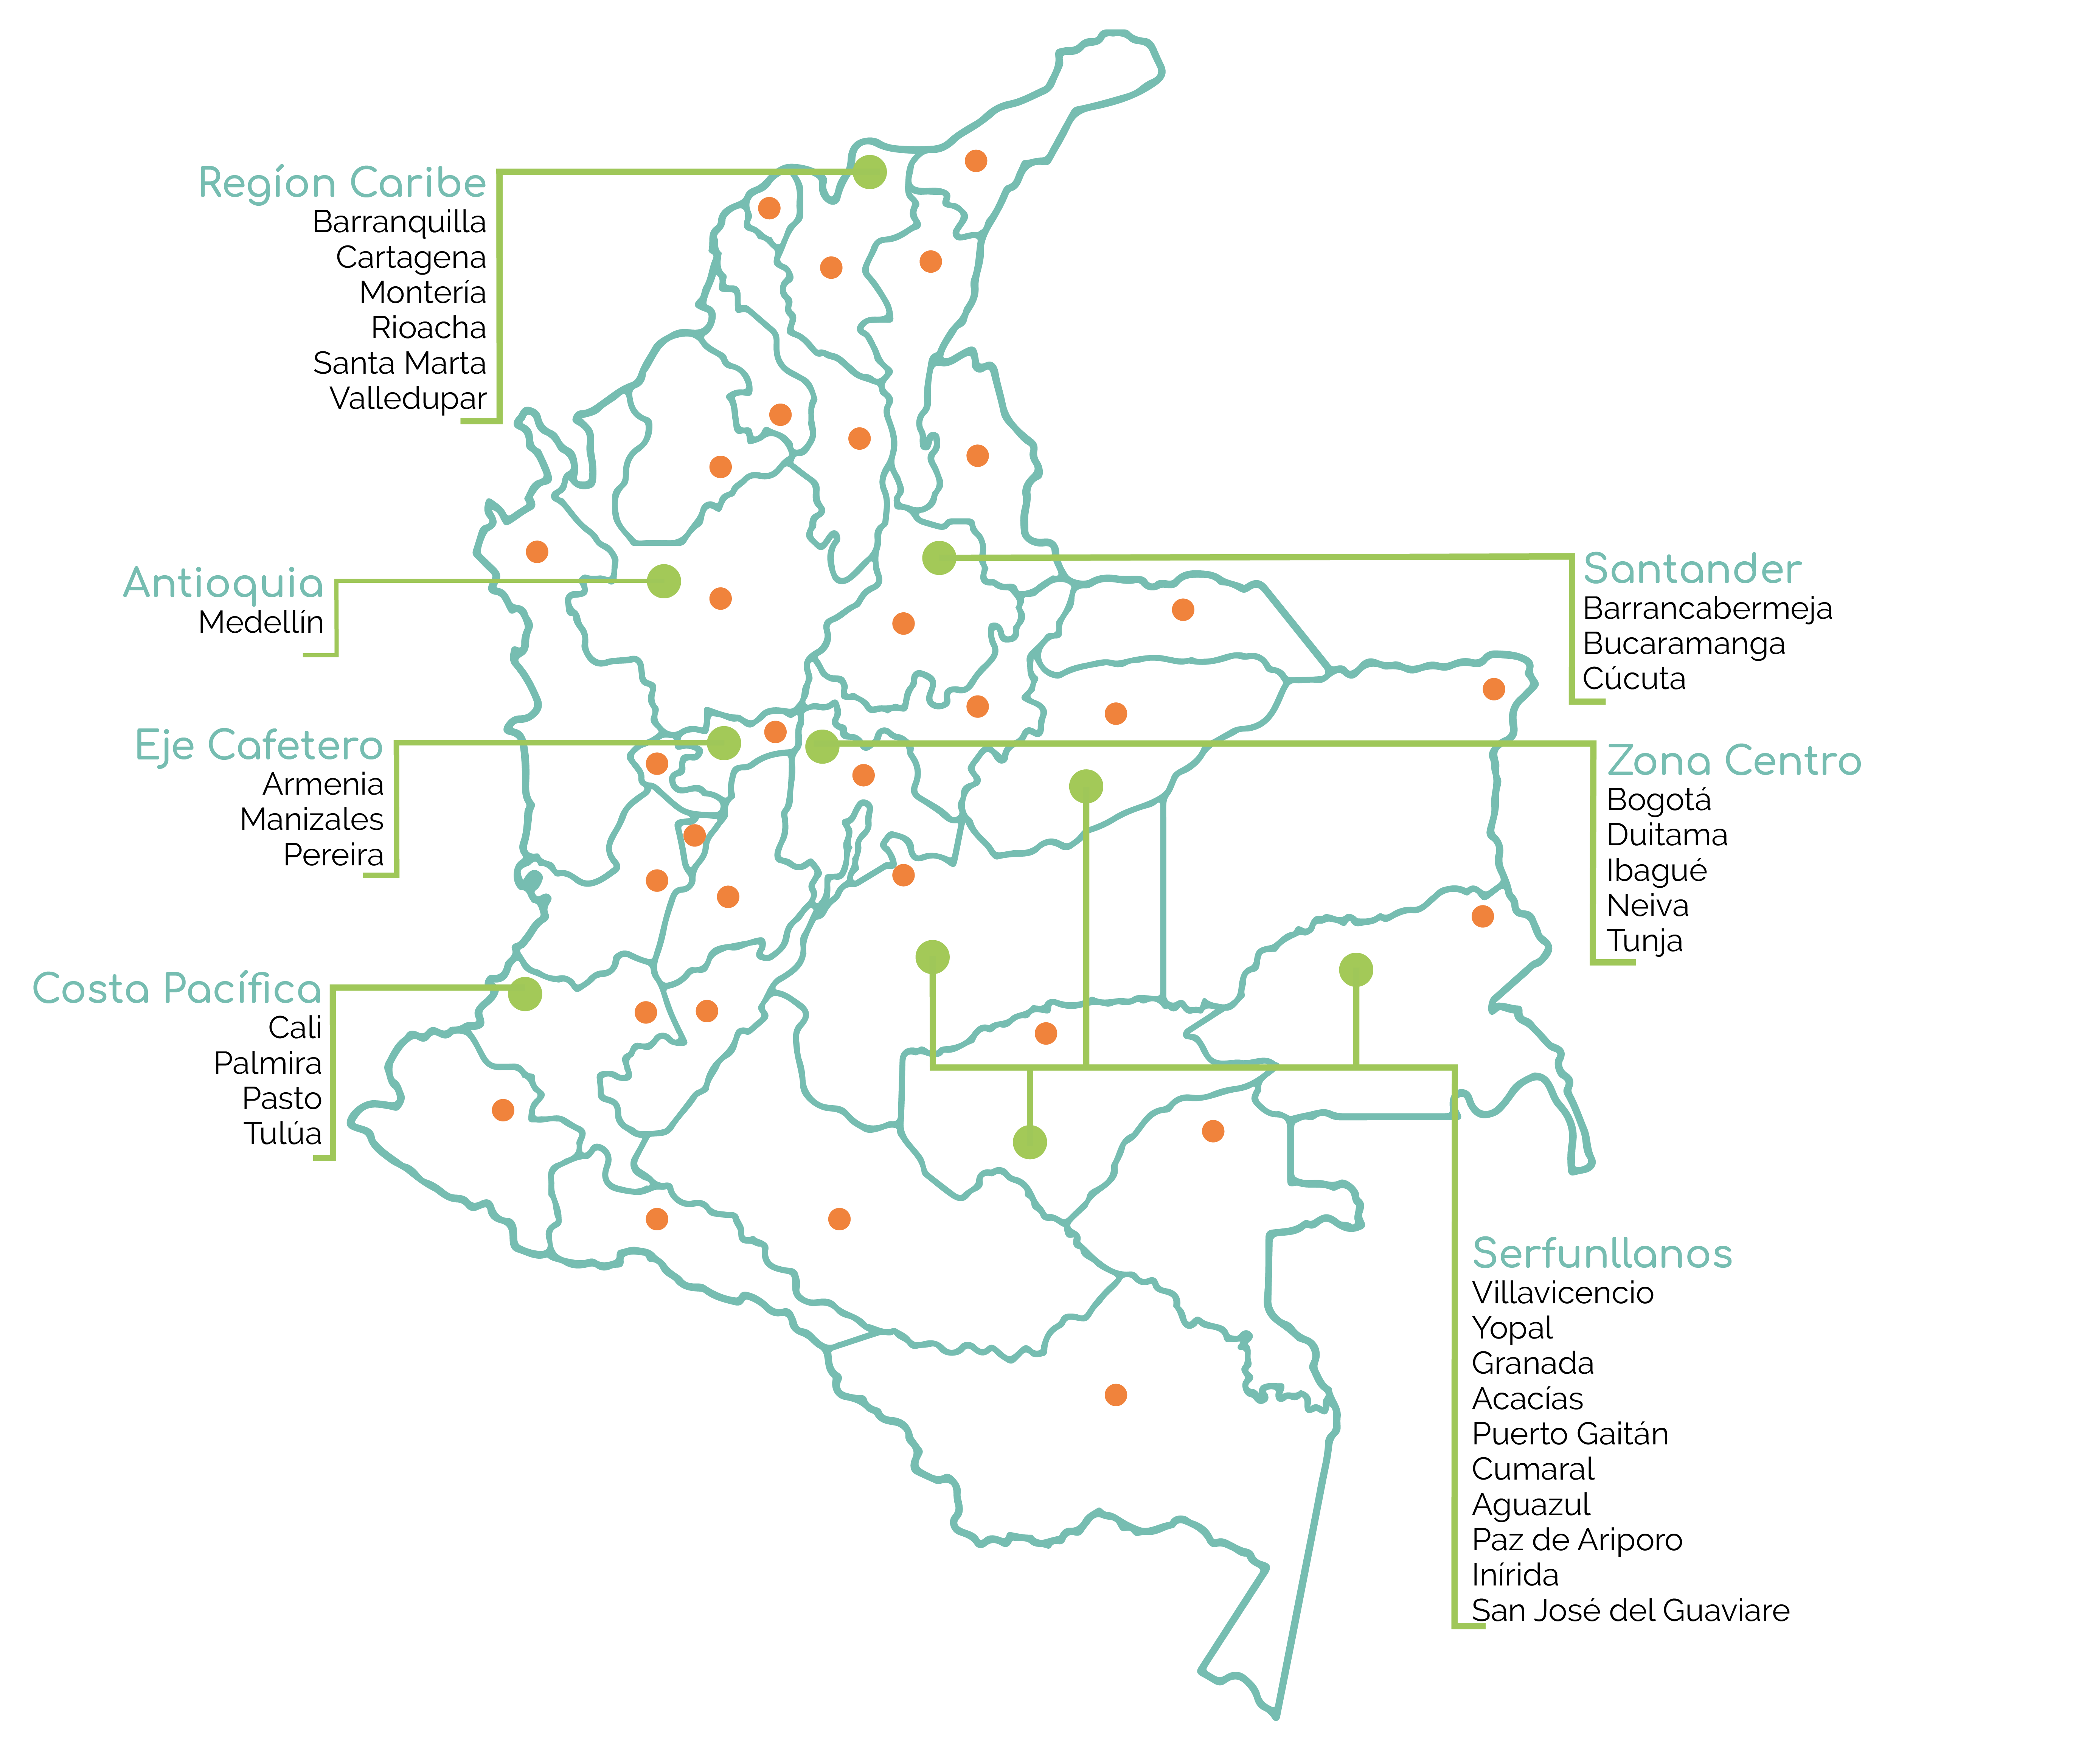 Regíon Caribe
Barranquilla
Cartagena
Montería
Rioacha
Santa Marta
Valledupar
Antioquia
Medellín
Eje Cafetero
Armenia
Manizales
Pereira
Costa Pacífica
Cali
Palmira
Pasto
Tulúa
Santander
Barrancabermeja
Bucaramanga
Cúcuta
Zona Centro
Bogotá
Duitama
Ibagué
Neiva
Tunja
Serfunllanos
Villavicencio
Yopal
Granada
Acacías
Puerto Gaitán
Cumaral
Aguazul
Paz de Ariporo
Inírida
San José del Guaviare